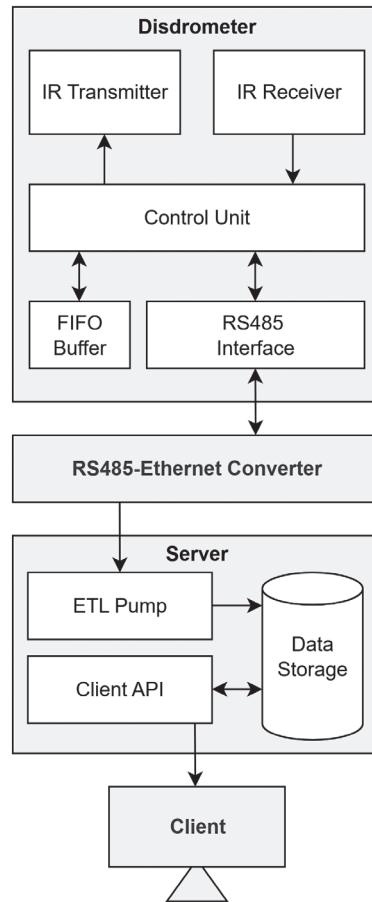 Disdrometer
IR Transmitter
IR Receiver
Control Unit
FIFO
Buffer
RS485
Interface
RS485-Ethernet Converter
Server
ETL Pump
Data
Storage
Client API
Client